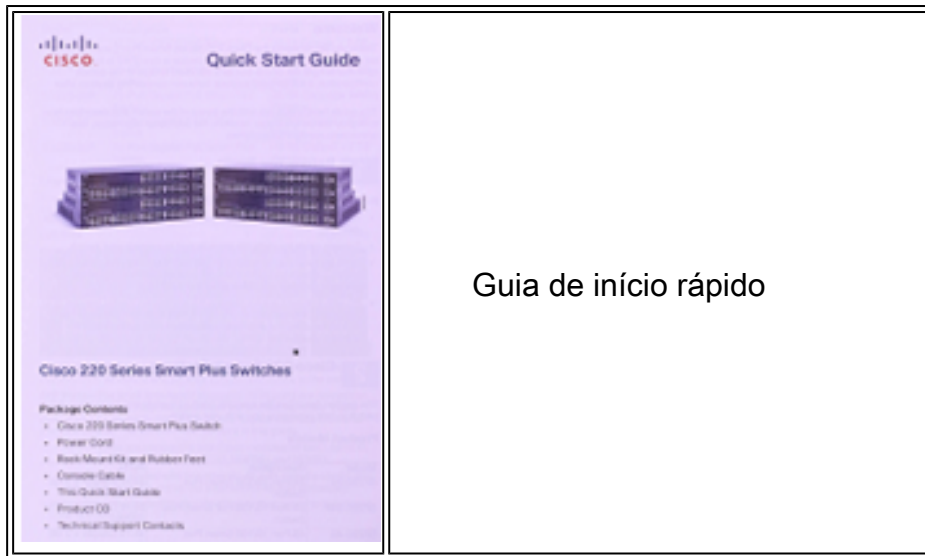 CISCO
Quick Start Guide
Guia de início rápido
Cisco 220 Series Smart Plus Switches
Package Contents
• Cisco 220 Series Smart Plus Switch
• Power Cord
• Rack Mount Kit and Rubber Feet
• Console Cable
• This Quick Start Guide
• Product CD
• Technical Support Contacts